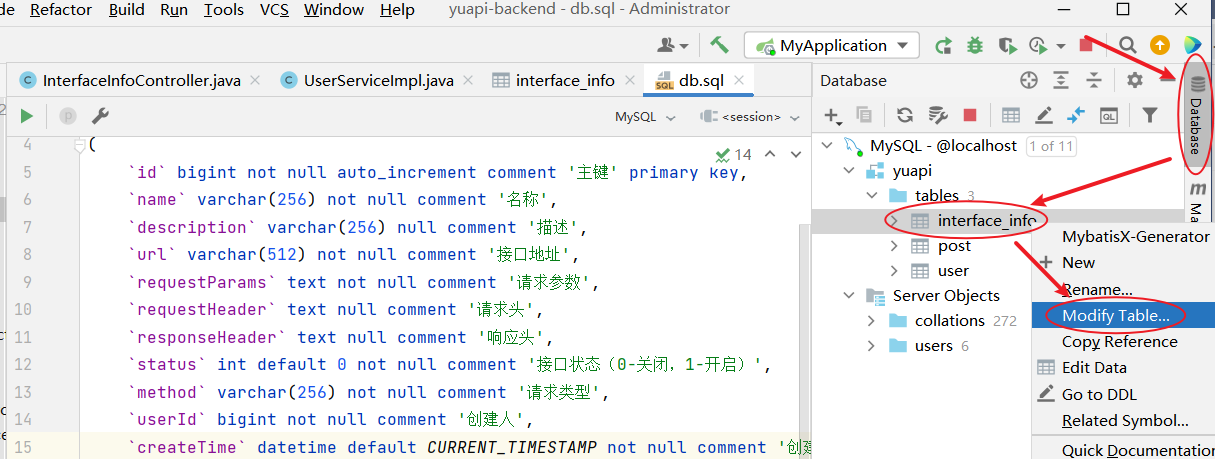 de Refactor Build Run Tools VCS Window Help yuapi-backend - db.sql - Administrator
MyApplication
InterfaceInfoController.java UserServiceImpl.java interface_info db.sql
Database
MySQL <session>
4 (
14
5 `id` bigint not null auto_increment comment '主键' primary key,
6 `name` varchar(256) not null comment '名称',
7 `description` varchar(256) null comment '描述',
8 `url` varchar(512) not null comment '接口地址',
9 `requestParams` text not null comment '请求参数',
10 `requestHeader` text null comment '请求头',
11 `responseHeader` text null comment '响应头',
12 `status` int default 0 not null comment '接口状态（0-关闭，1-开启）',
13 `method` varchar(256) not null comment '请求类型',
14 `userId` bigint not null comment '创建人',
15 `createTime` datetime default CURRENT_TIMESTAMP not null comment '创建
QL
MySQL - @localhost 1 of 11
yuapi
tables 3
interface_info
post
user
Server Objects
collations 272
users 6
Database
m
Ma
MybatisX-Generator
New
Rename...
Modify Table...
Copy Reference
Edit Data
Go to DDL
Related Symbol...
Quick Documentation